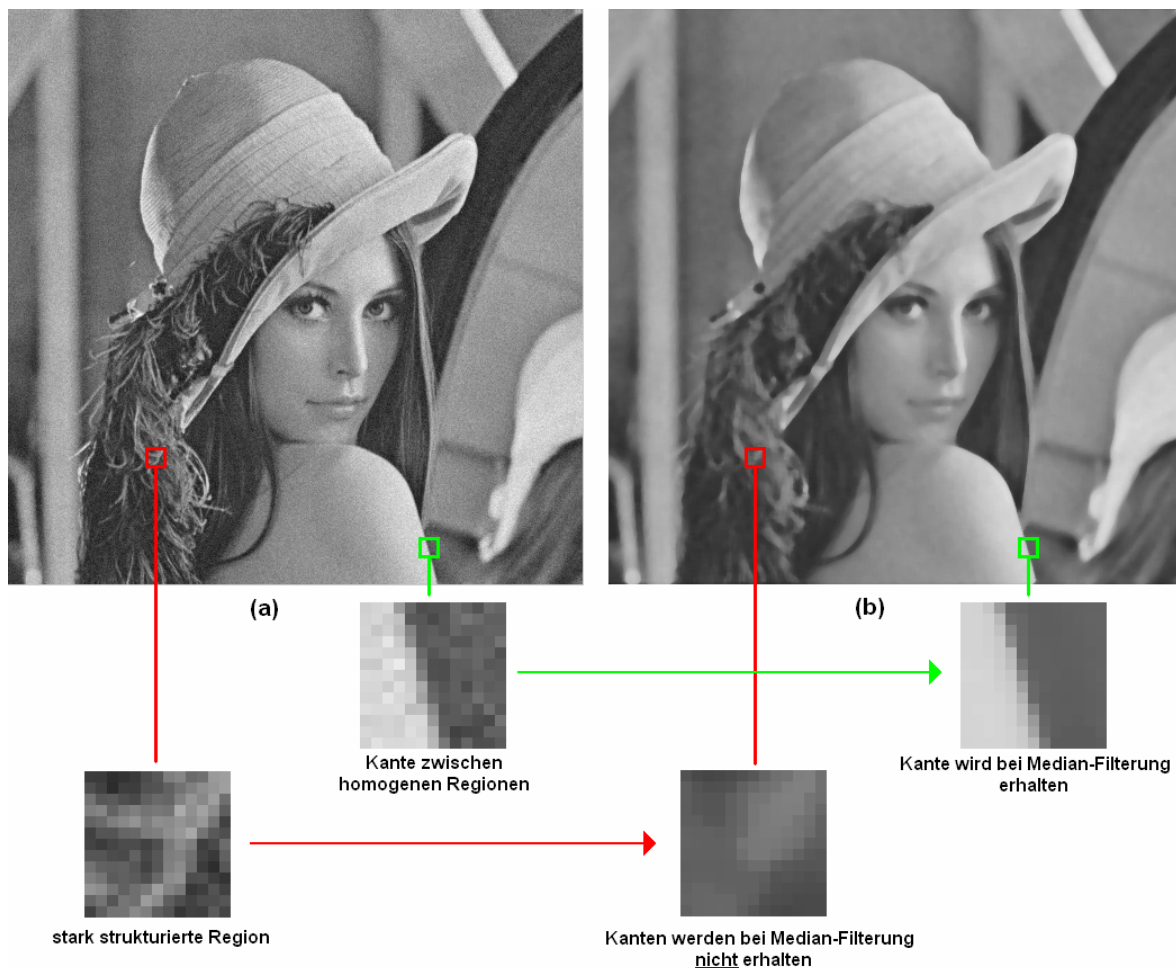 (a)
(b)
Kante zwischen
homogenen Regionen
Kante wird bei Median-Filterung
erhalten
stark strukturierte Region
Kanten werden bei Median-Filterung
nicht erhalten